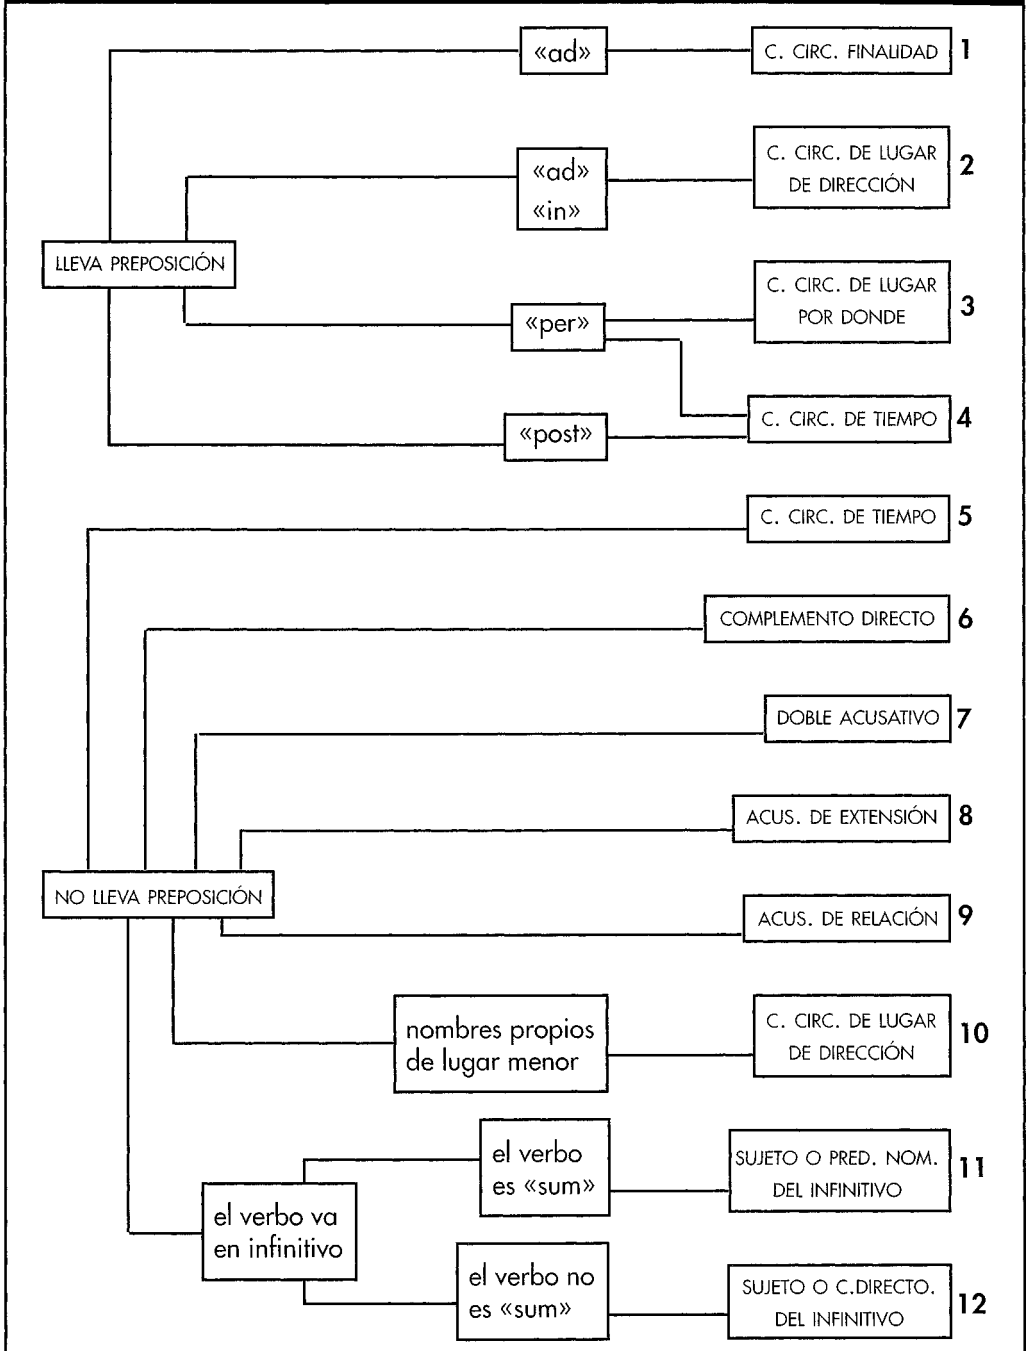 «ad»
C. CIRC. FINALIDAD
1
«ad»
«in»
C. CIRC. DE LUGAR
DE DIRECCIÓN
2
LLEVA PREPOSICIÓN
«per»
C. CIRC. DE LUGAR
POR DONDE
3
«post»
C. CIRC. DE TIEMPO
4
C. CIRC. DE TIEMPO
5
COMPLEMENTO DIRECTO
6
DOBLE ACUSATIVO
7
ACUS. DE EXTENSIÓN
8
NO LLEVA PREPOSICIÓN
ACUS. DE RELACIÓN
9
nombres propios
de lugar menor
C. CIRC. DE LUGAR
DE DIRECCIÓN
10
el verbo va
en infinitivo
el verbo
es «sum»
SUJETO O PRED. NOM.
DEL INFINITIVO
11
el verbo no
es «sum»
SUJETO O C.DIRECTO.
DEL INFINITIVO
12